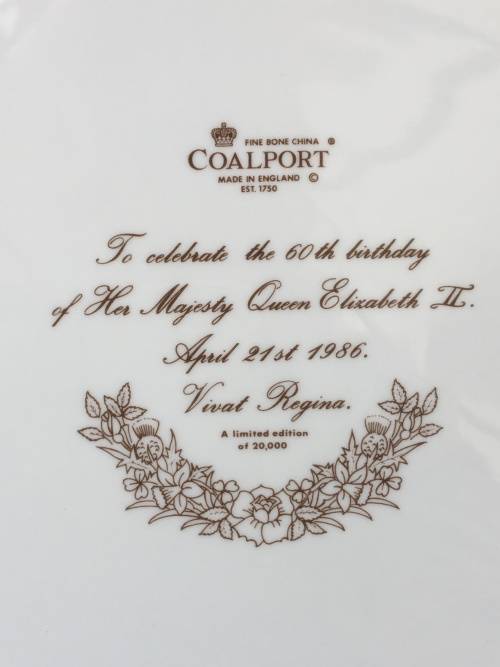 FINE BONE CHINA ®
COALPORT
MADE IN ENGLAND ©
EST. 1750
To celebrate the 60th birthday
of Her Majesty Queen Elizabeth II.
April 21st 1986.
Vivat Regina.
A limited edition
of 20,000